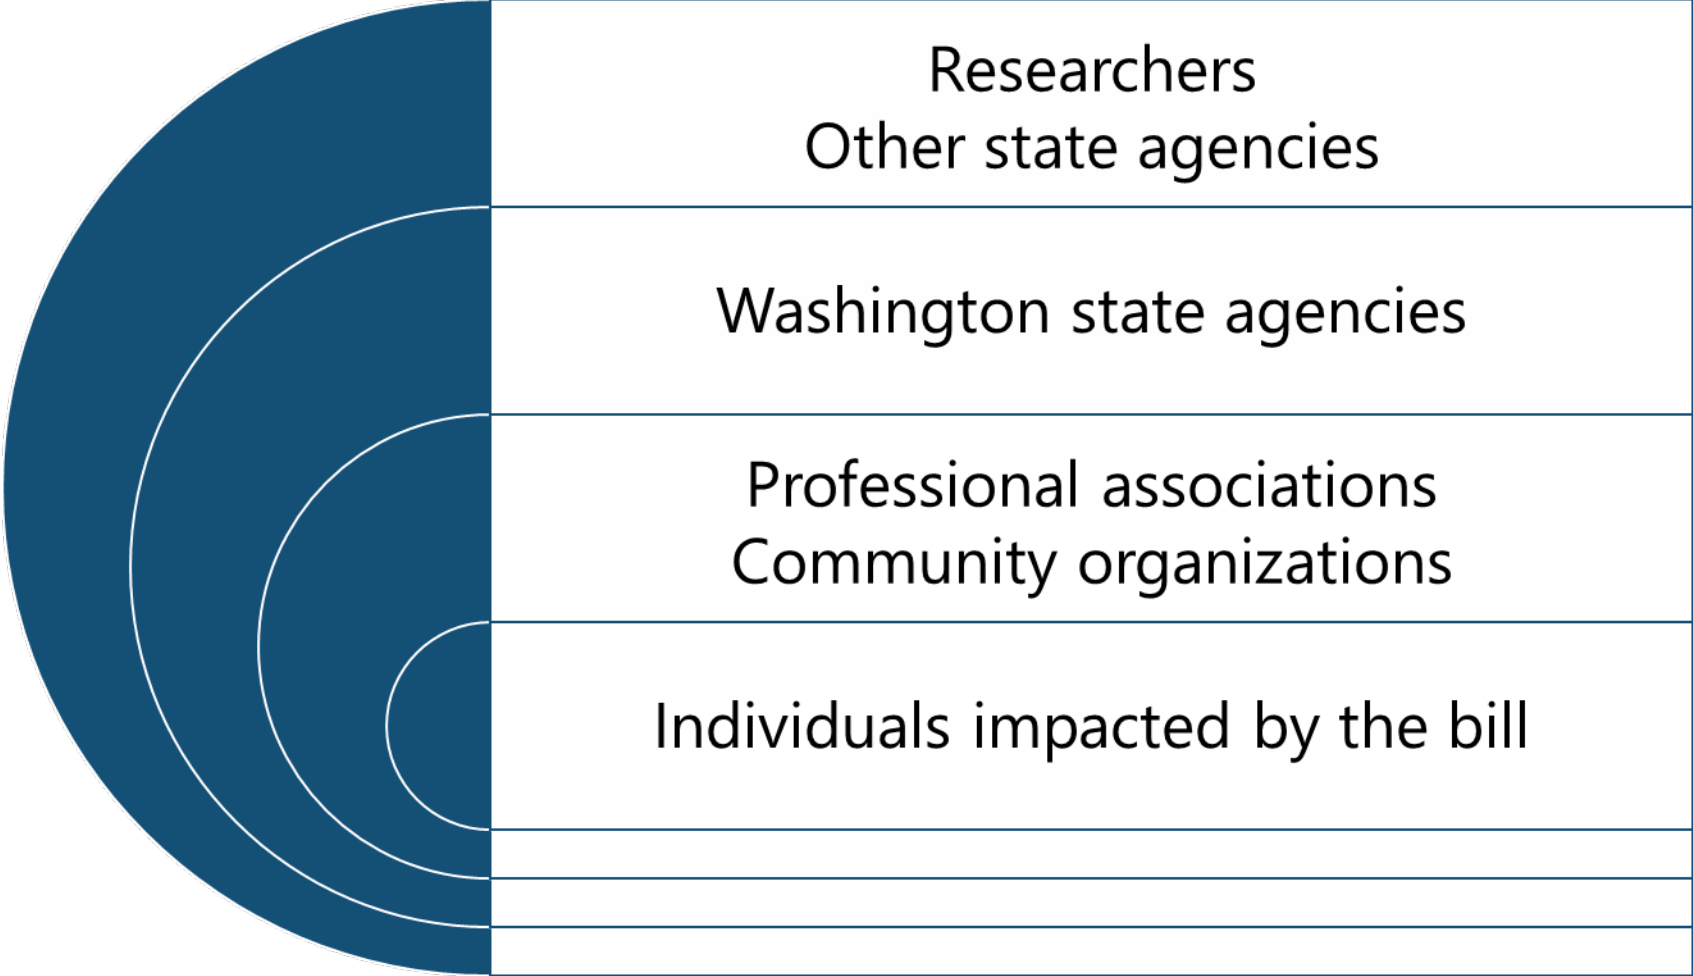 Researchers
Other state agencies
Washington state agencies
Professional associations
Community organizations
Individuals impacted by the bill